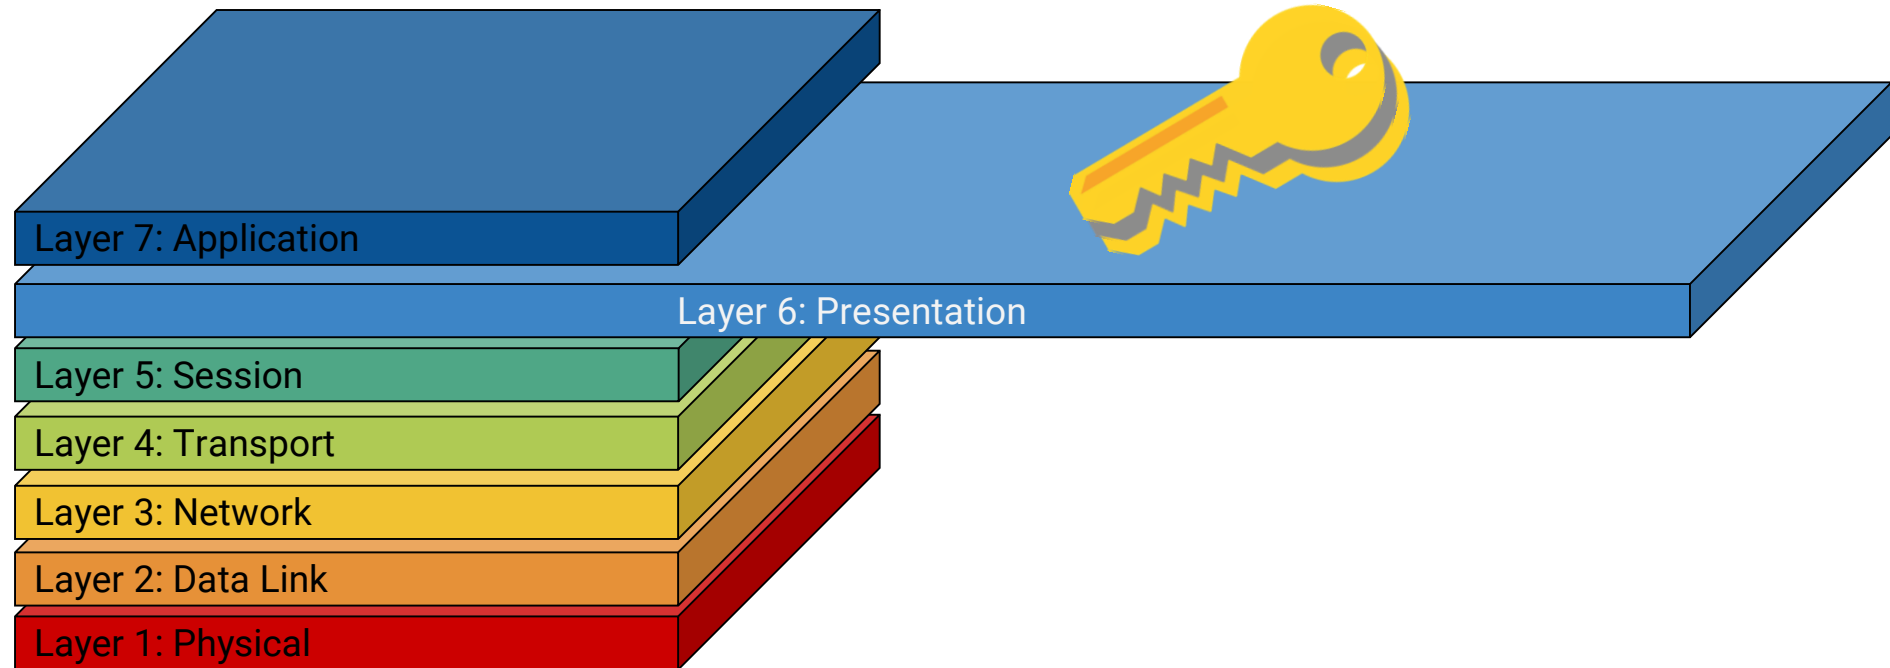 Layer 7: Application
Layer 6: Presentation
Layer 5: Session
Layer 4: Transport
Layer 3: Network
Layer 2: Data Link
Layer 1: Physical